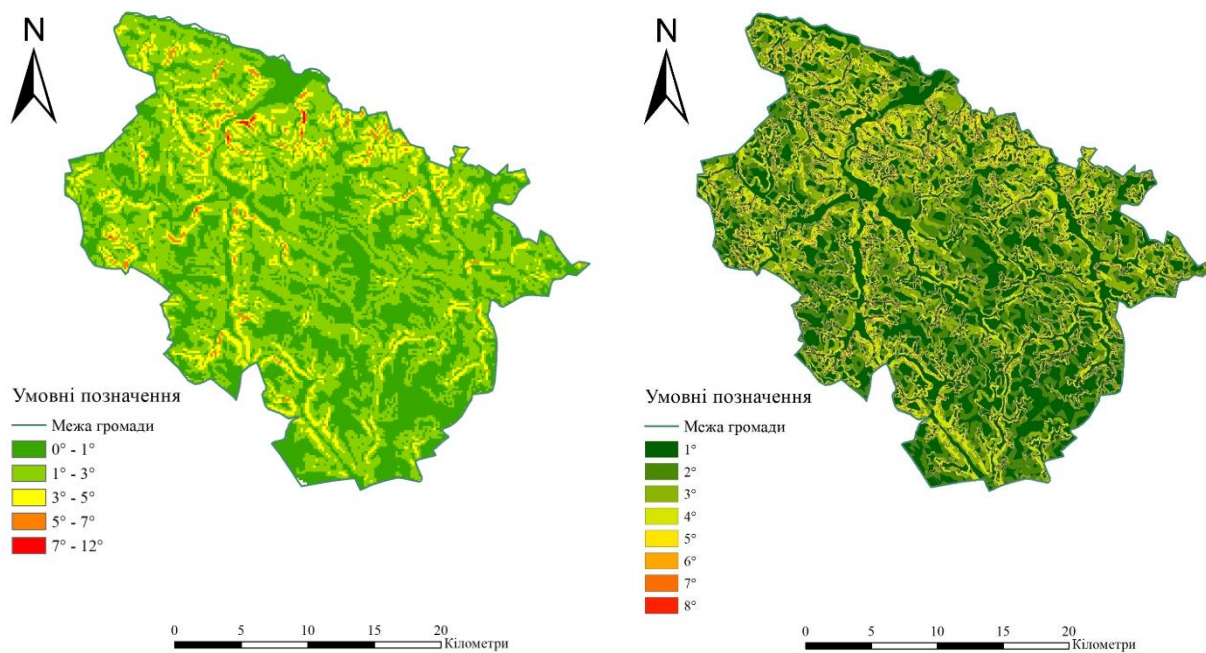 N
Умовні позначення
Межа громади
0° - 1°
1° - 3°
3° - 5°
5° - 7°
7° - 12°
0 5 10 15 20
Кілометри
N
Умовні позначення
Межа громади
1°
2°
3°
4°
5°
6°
7°
8°
0 5 10 15 20
Кілометри